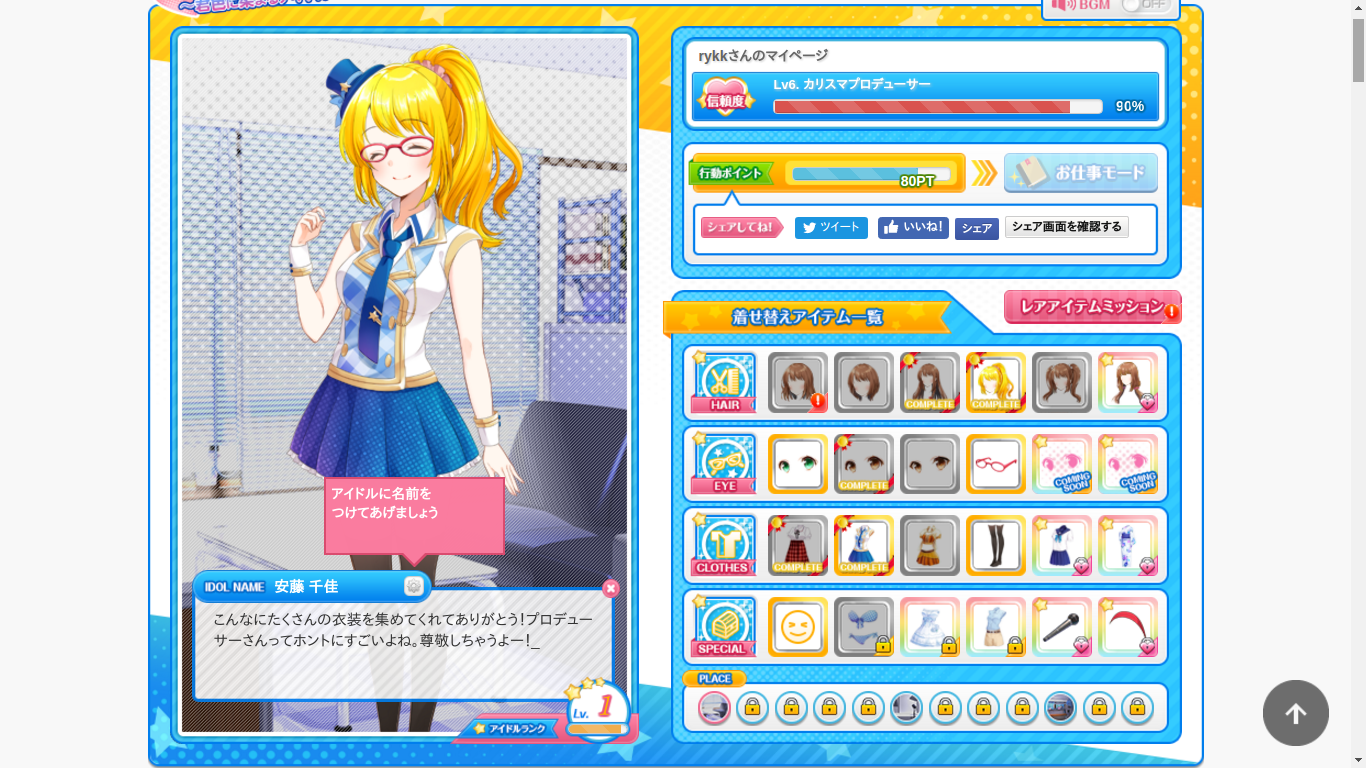 BGM
OFF
rykkさんのマイページ
信頼度
Lv6. カリスマプロデューサー
90%
行動ポイント
80PT
お仕事モード
シェアしてね!
ツイート
いいね!
シェア
シェア画面を確認する
着せ替えアイテム一覧
レアアイテムミッション
HAIR
COMPLETE
COMPLETE
EYE
COMPLETE
COMING SOON
COMING SOON
CLOTHES
COMPLETE
COMPLETE
SPECIAL
PLACE
アイドルに名前を
つけてあげましょう
IDOL NAME 安藤 千佳
こんなにたくさんの衣装を集めてくれてありがとう!プロデュー
サーさんってホントにすごいよね。尊敬しちゃうよー!_
Lv. 1
アイドルランク